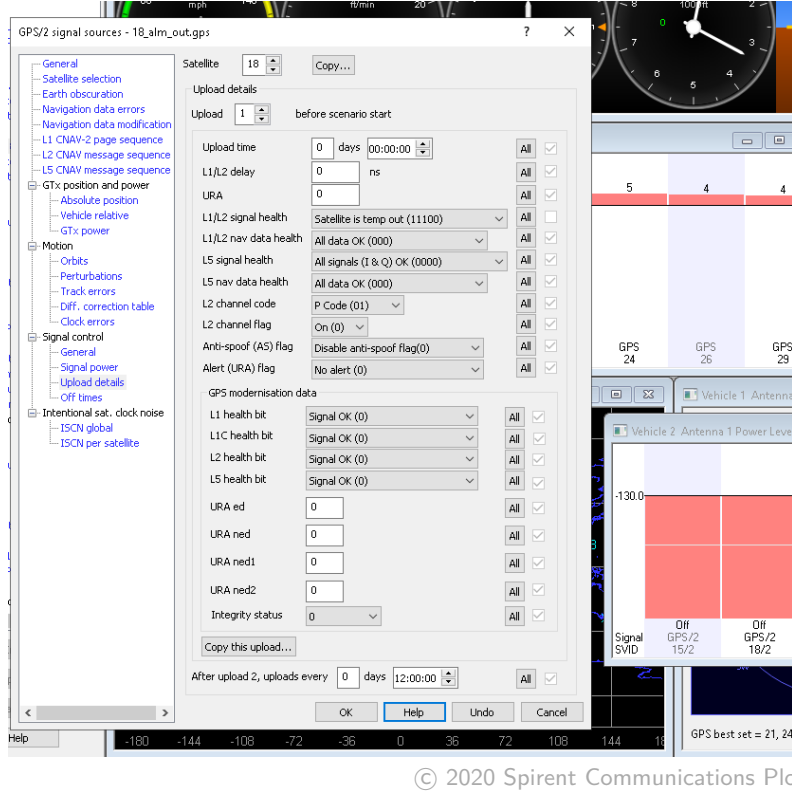 mph
ft/min
20
1000ft
8
2
0
7
3
6
4
5
GPS/2 signal sources - 18_alm_out.gps
?
General
Satellite selection
Earth obscuration
Navigation data errors
Navigation data modification
L1 CNAV-2 page sequence
L2 CNAV message sequence
L5 CNAV message sequence
GTx position and power
Absolute position
Vehicle relative
GTx power
Motion
Orbits
Perturbations
Track errors
Diff. correction table
Clock errors
Signal control
General
Signal power
Upload details
Off times
Intentional sat. clock noise
ISCN global
ISCN per satellite
Satellite 18 Copy...
Upload details
Upload 1 before scenario start
Upload time 0 days 00:00:00 All
L1/L2 delay 0 ns All
URA 0 All
L1/L2 signal health Satellite is temp out (11100) All
L1/L2 nav data health All data OK (000) All
L5 signal health All signals (I & Q) OK (0000) All
L5 nav data health All data OK (000) All
L2 channel code P Code (01) All
L2 channel flag On (0) All
Anti-spoof (AS) flag Disable anti-spoof flag(0) All
Alert (URA) flag No alert (0) All
GPS modernisation data
L1 health bit Signal OK (0) All
L1C health bit Signal OK (0) All
L2 health bit Signal OK (0) All
L5 health bit Signal OK (0) All
URA ed 0 All
URA ned 0 All
URA ned1 0 All
URA ned2 0 All
Integrity status 0 All
Copy this upload...
After upload 2, uploads every 0 days 12:00:00 All
OK Help Undo Cancel
5 4 4
GPS GPS GPS
24 26 29
Vehicle 1 Antenna
Vehicle 2 Antenna 1 Power Leve
-130.0
Off Off
Signal GPS/2 GPS/2
SVID 15/2 18/2
GPS best set = 21, 24
Help
-180 -144 -108 -72 -36 0 36 72 108 144 18
© 2020 Spirent Communications Plc